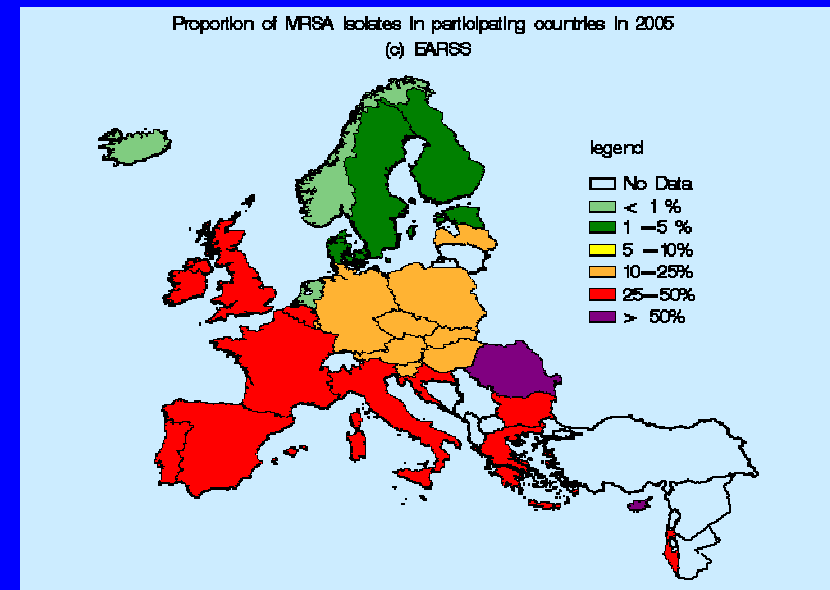 Proportion of MRSA isolates in participating countries in 2005
(c) EARSS
legend
No Data
< 1 %
1 –5 %
5 –10%
10–25%
25–50%
> 50%